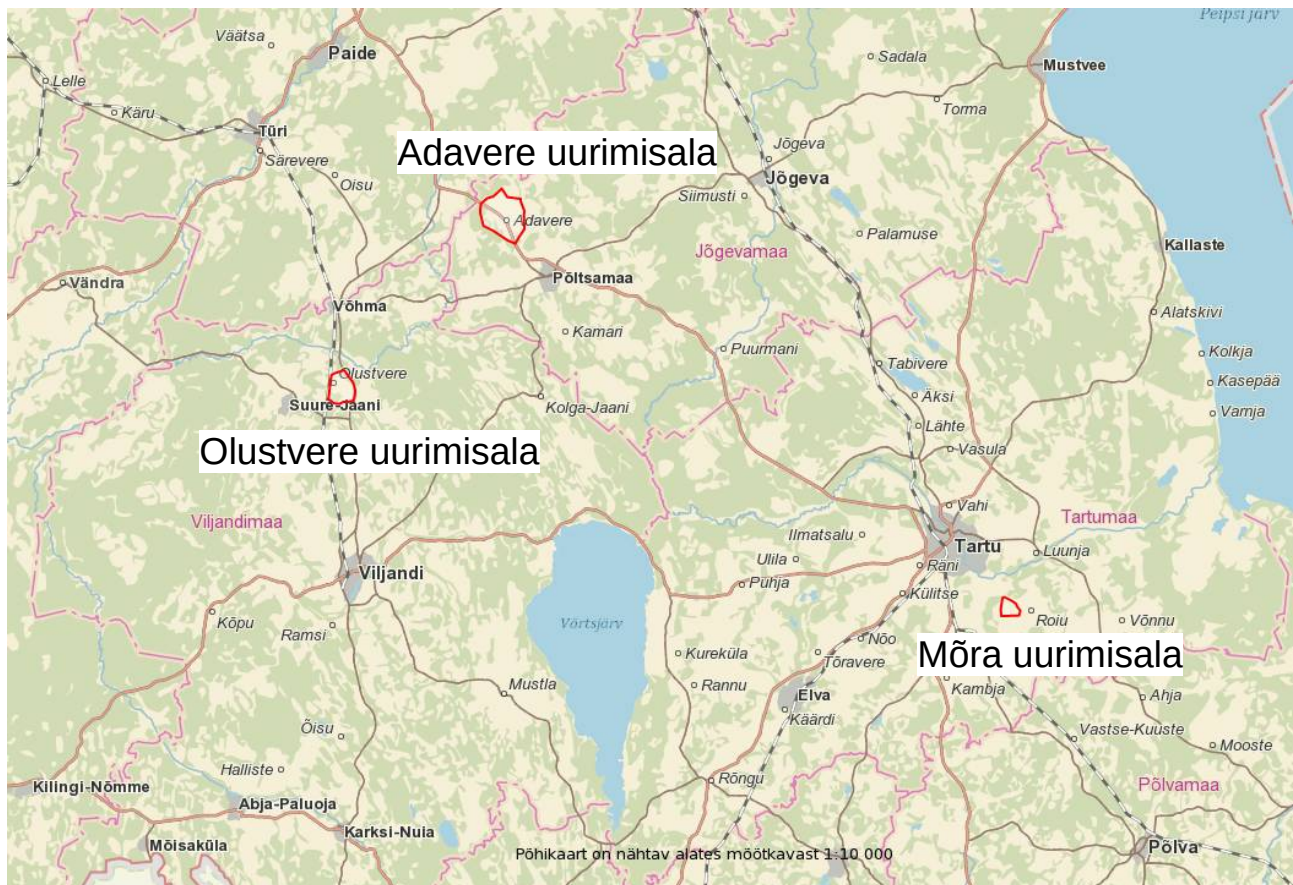 Peipsi järv
Väätsa
Paide
Sadala
Mustvee
Lelle
Torma
Käru
Türi
Adavere uurimisala
Jõgeva
Särevere
Oisu
Jõgeva
Siimusti
Adavere
Palamuse
Kallaste
Jõgevamaa
Põltsamaa
Vändra
Võhma
Alatskivi
Kamari
Puurmani
Kolkja
Tabivere
Olustvere
Kasepää
Äksi
Suure-Jaani
Kolga-Jaani
Varnja
Lähte
Olustvere uurimisala
Vasula
Vahi
Viljandimaa
Tartumaa
Ilmatsalu
Tartu
Luunja
Ulila
Räni
Viljandi
Puhja
Külitse
Kõpu
Roiu
Võnnu
Võrtsjärv
Ramsi
Nõo
Kureküla
Tõravere
Mõra uurimisala
Mustla
Rannu
Kambja
Elva
Ahja
Käärdi
Õisu
Vastse-Kuuste
Mooste
Halliste
Rõngu
Kilingi-Nõmme
Põlvamaa
Abja-Paluoja
Karksi-Nuia
Mõisaküla
Põhikaart on nähtav alates mõõtkavast 1:10 000
Põlva